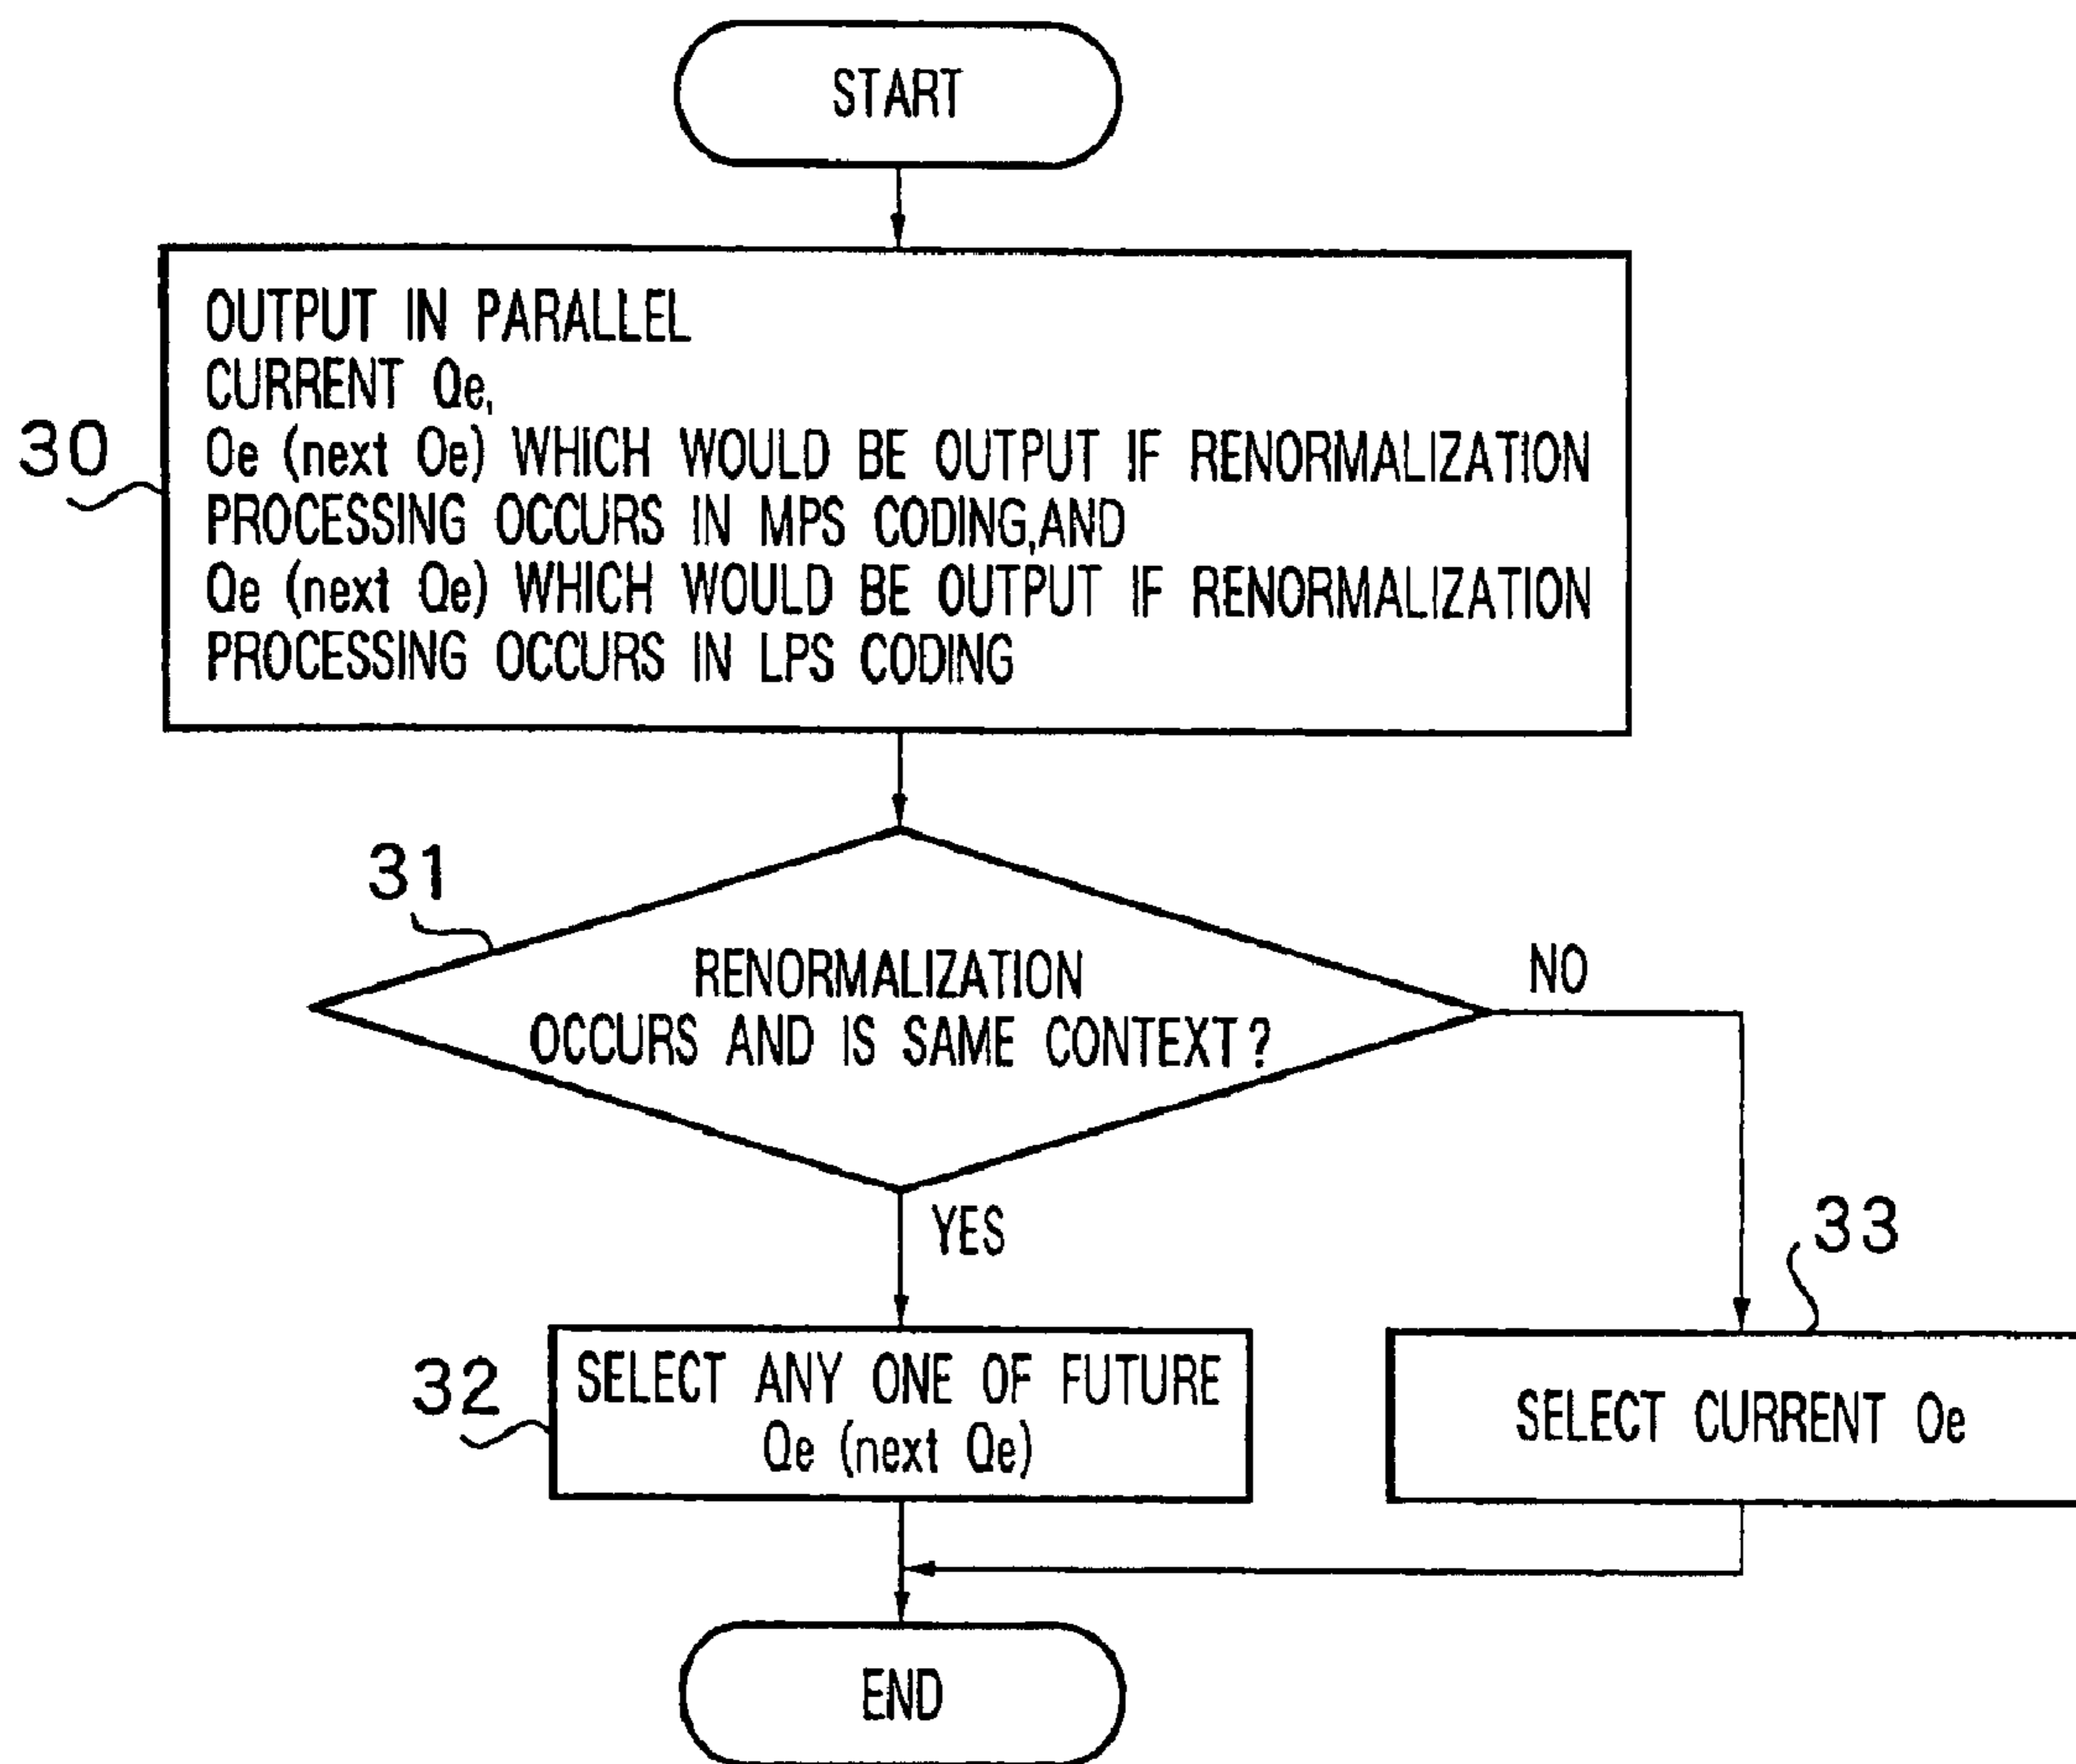 START
OUTPUT IN PARALLEL
CURRENT Qe,
30
Qe (next Qe) WHICH WOULD BE OUTPUT IF RENORMALIZATION
PROCESSING OCCURS IN MPS CODING,AND
Qe (next Qe) WHICH WOULD BE OUTPUT IF RENORMALIZATION
PROCESSING OCCURS IN LPS CODING
31
RENORMALIZATION
OCCURS AND IS SAME CONTEXT?
NO
YES
33
32
SELECT ANY ONE OF FUTURE
Qe (next Qe)
SELECT CURRENT Qe
END